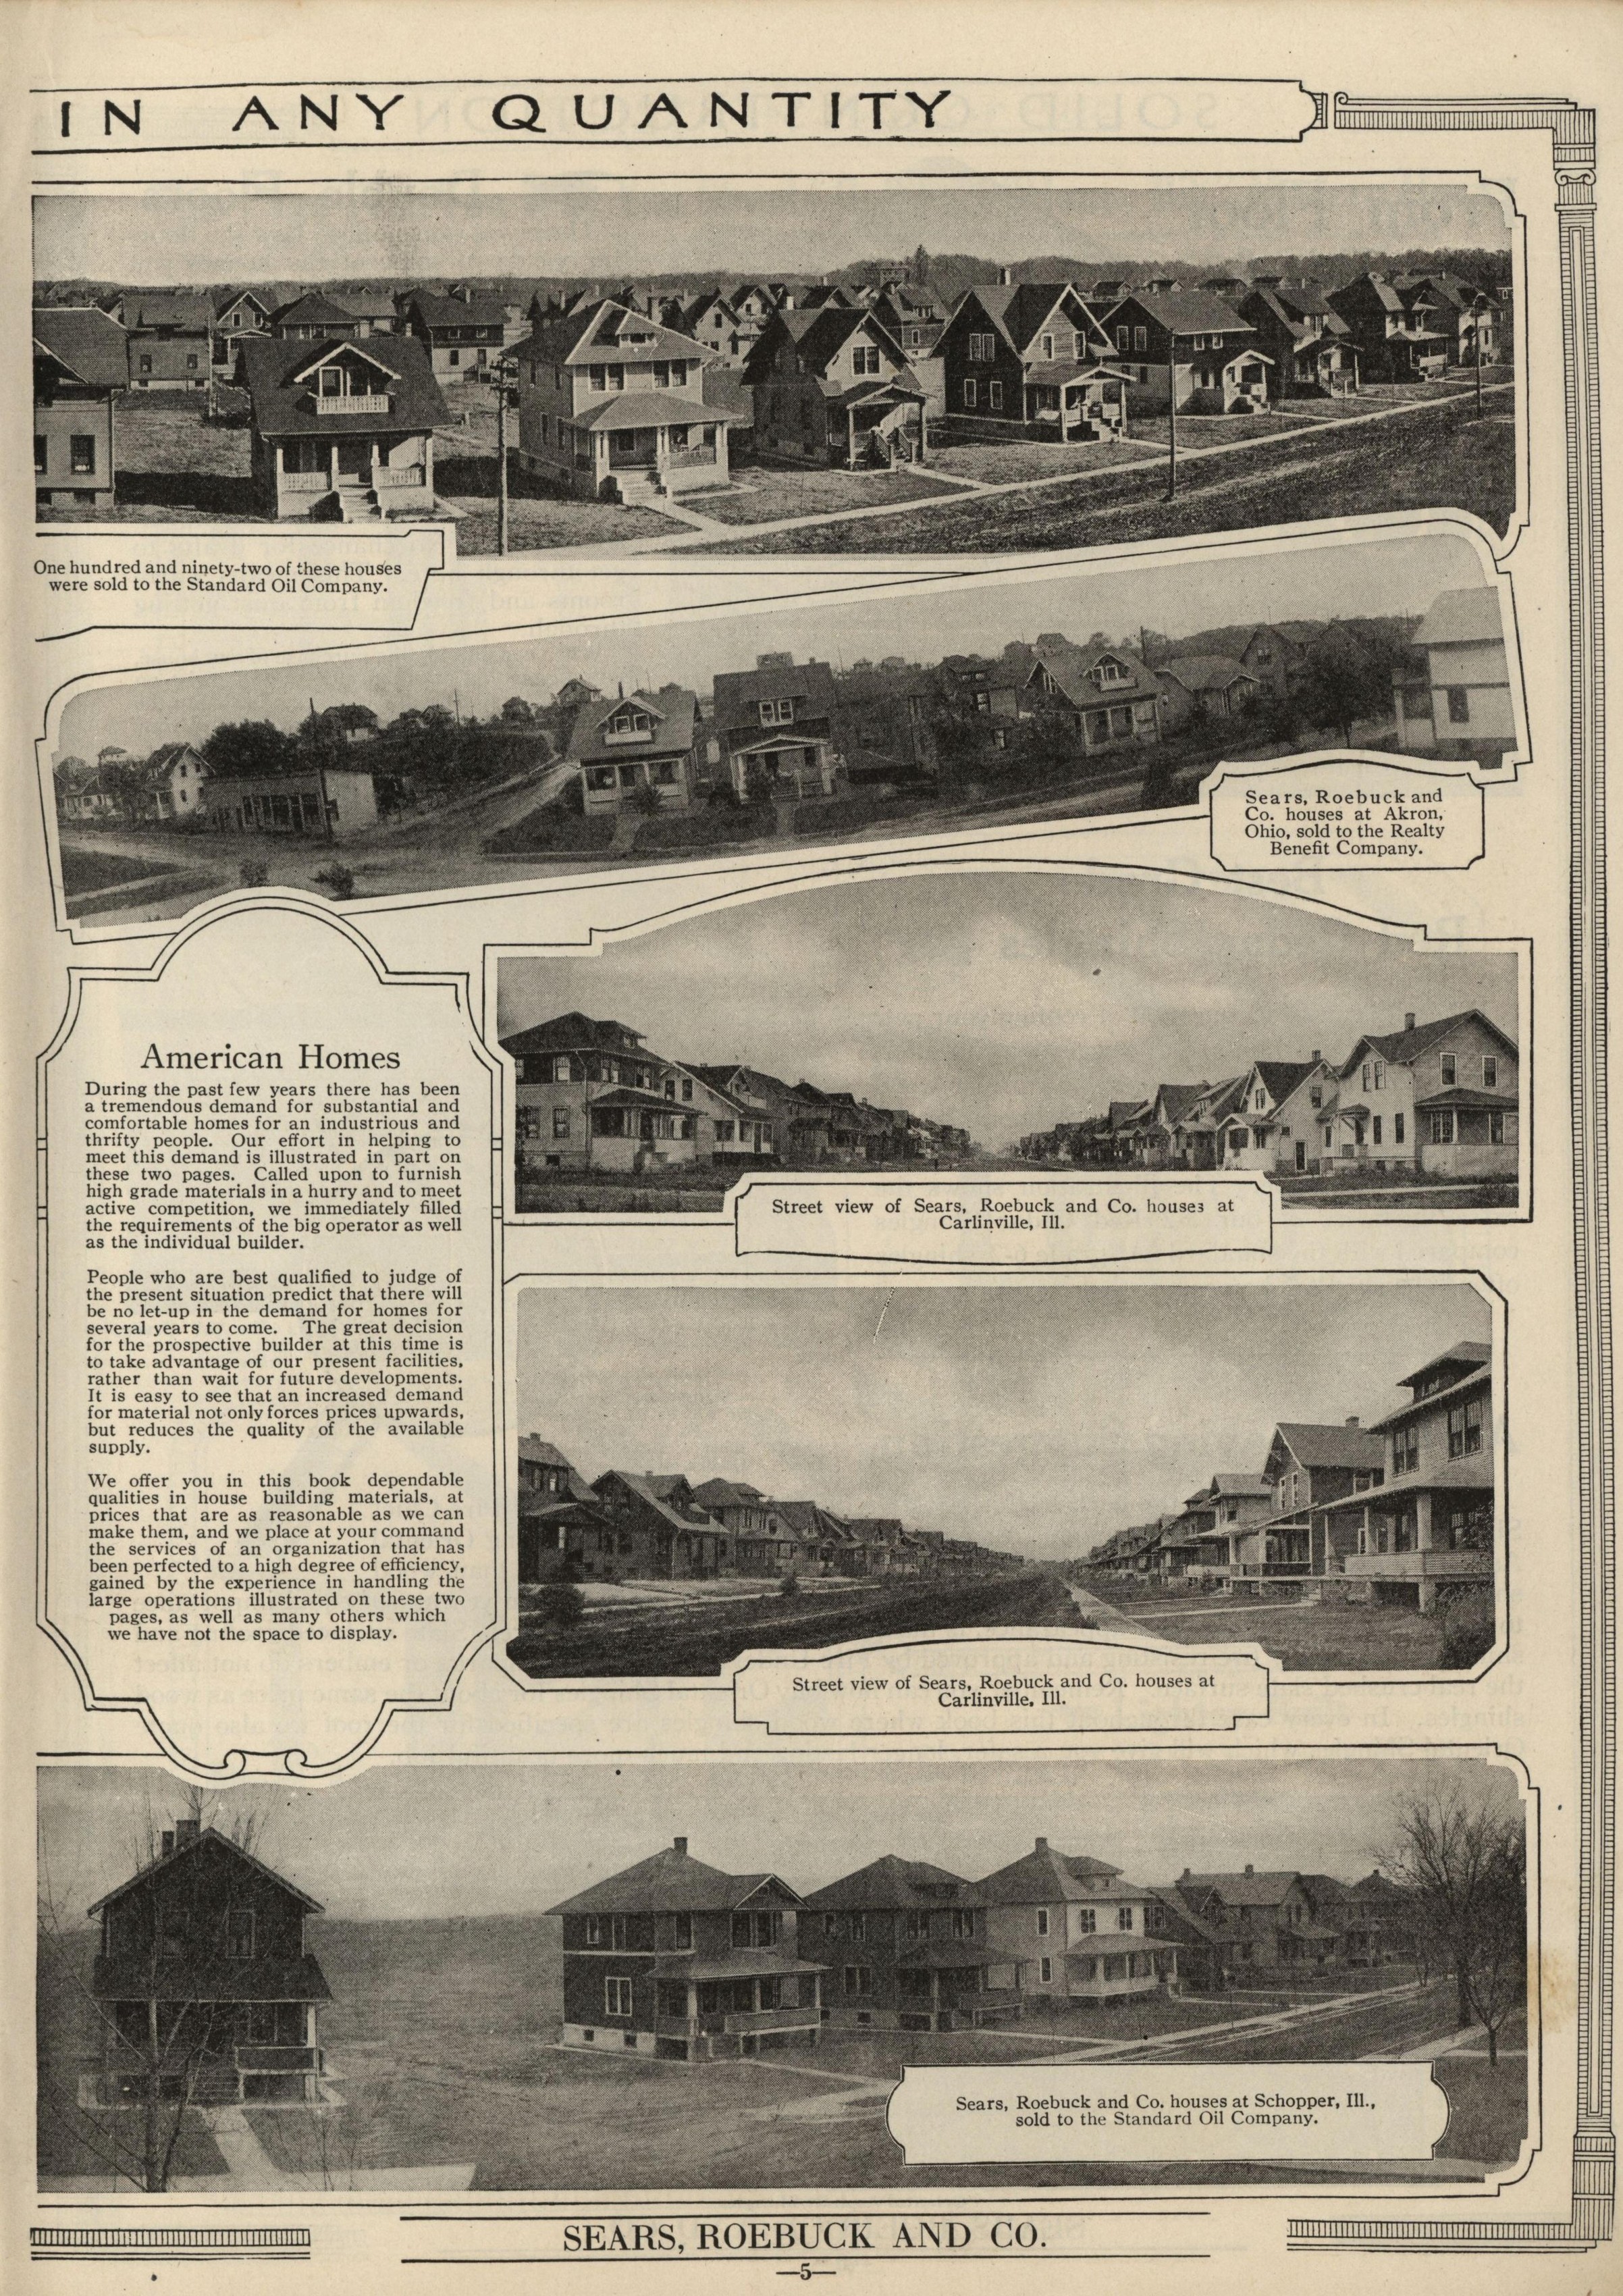 IN ANY QUANTITY
One hundred and ninety-two of these houses
were sold to the Standard Oil Company.
Sears, Roebuck and
Co. houses at Akron,
Ohio, sold to the Realty
Benefit Company.
American Homes
During the past few years there has been
a tremendous demand for substantial and
comfortable homes for an industrious and
thrifty people. Our effort in helping to
meet this demand is illustrated in part on
these two pages. Called upon to furnish
high grade materials in a hurry and to meet
active competition, we immediately filled
the requirements of the big operator as well
as the individual builder.
People who are best qualified to judge of
the present situation predict that there will
be no let-up in the demand for homes for
several years to come. The great decision
for the prospective builder at this time is
to take advantage of our present facilities,
rather than wait for future developments.
It is easy to see that an increased demand
for material not only forces prices upwards,
but reduces the quality of the available
supply.
We offer you in this book dependable
qualities in house building materials, at
prices that are as reasonable as we can
make them, and we place at your command
the services of an organization that has
been perfected to a high degree of efficiency,
gained by the experience in handling the
large operations illustrated on these two
pages, as well as many others which
we have not the space to display.
Street view of Sears, Roebuck and Co. houses at
Carlinville, Ill.
Street view of Sears, Roebuck and Co. houses at
Carlinville, Ill.
Sears, Roebuck and Co. houses at Schopper, Ill.,
sold to the Standard Oil Company.
SEARS, ROEBUCK AND CO.
—5—